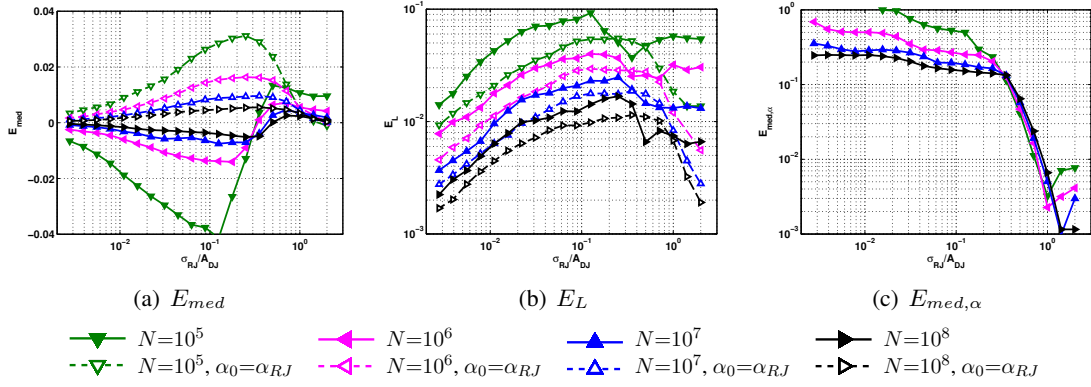 0.04
0.02
0
−0.02
−0.04
E_med
10^−2 10^−1 10^0
σ_RJ/A_DJ
(a) E_med
10^−1
10^−2
10^−3
E_L
10^−2 10^−1 10^0
σ_RJ/A_DJ
(b) E_L
10^0
10^−1
10^−2
10^−3
E_med,α
10^−2 10^−1 10^0
σ_RJ/A_DJ
(c) E_med,α
N=10^5 N=10^6 N=10^7 N=10^8
N=10^5, α_0=α_RJ N=10^6, α_0=α_RJ N=10^7, α_0=α_RJ N=10^8, α_0=α_RJ